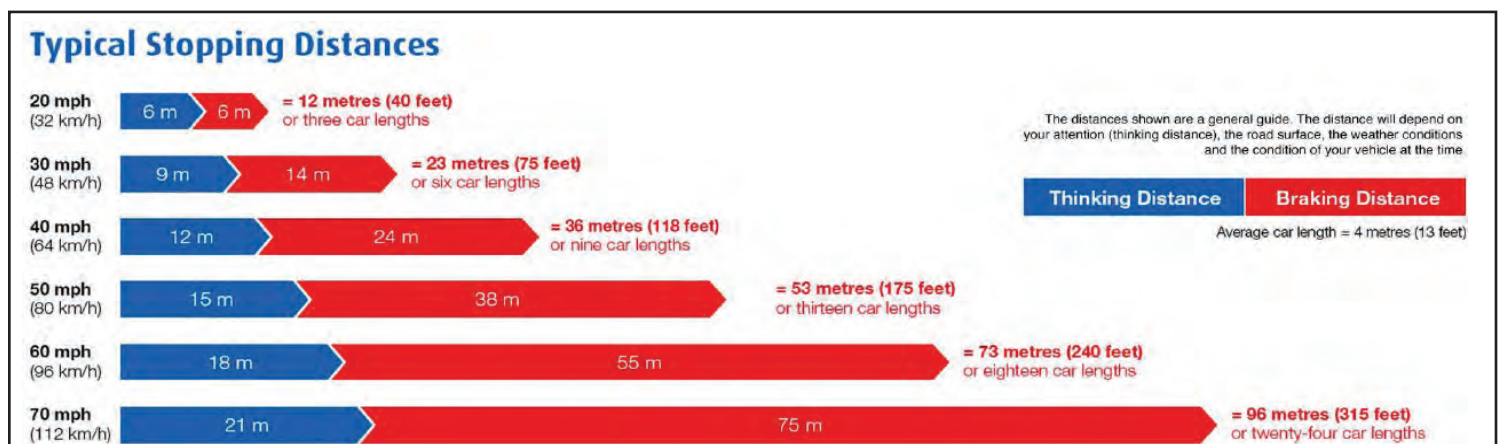 Typical Stopping Distances
20 mph
(32 km/h)
6 m
6 m
= 12 metres (40 feet)
or three car lengths
The distances shown are a general guide. The distance will depend on
your attention (thinking distance), the road surface, the weather conditions
and the condition of your vehicle at the time
30 mph
(48 km/h)
9 m
14 m
= 23 metres (75 feet)
or six car lengths
Thinking Distance
Braking Distance
Average car length = 4 metres (13 feet)
40 mph
(64 km/h)
12 m
24 m
= 36 metres (118 feet)
or nine car lengths
50 mph
(80 km/h)
15 m
38 m
= 53 metres (175 feet)
or thirteen car lengths
60 mph
(96 km/h)
18 m
55 m
= 73 metres (240 feet)
or eighteen car lengths
70 mph
(112 km/h)
21 m
75 m
= 96 metres (315 feet)
or twenty-four car lengths